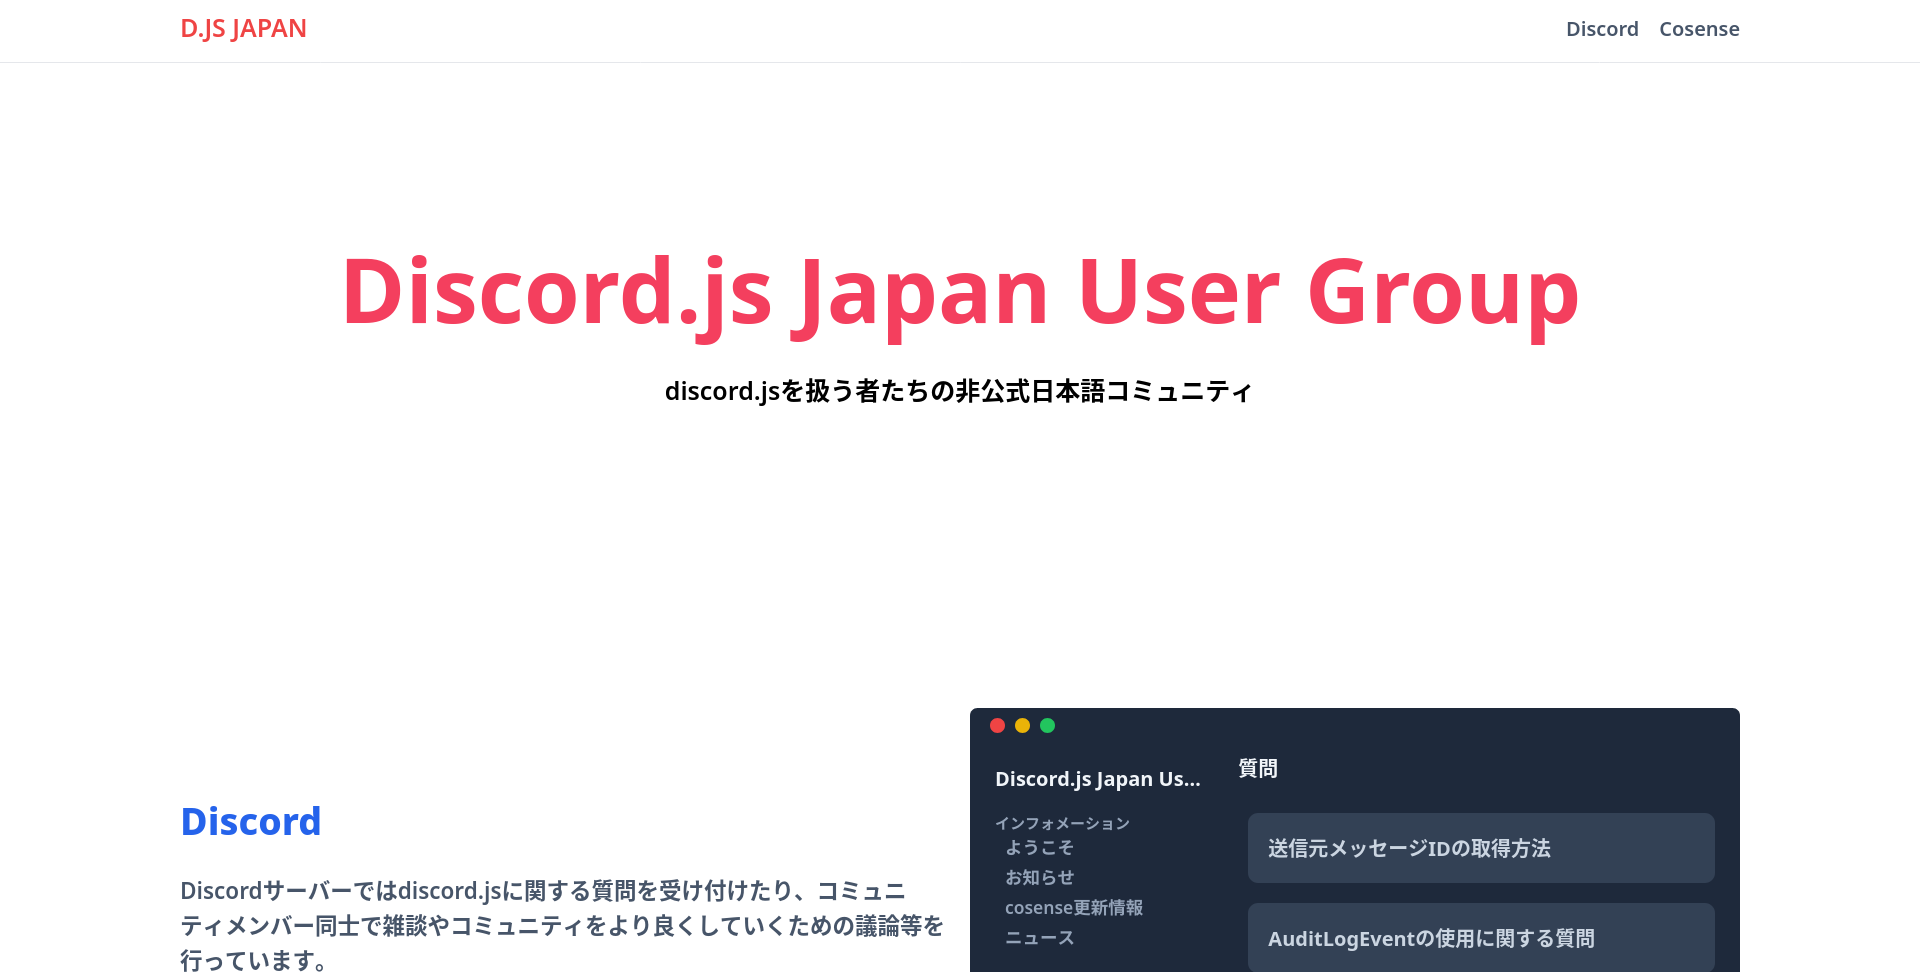 D.JS JAPAN
Discord Cosense
Discord.js Japan User Group
discord.jsを扱う者たちの非公式日本語コミュニティ
Discord
Discordサーバーではdiscord.jsに関する質問を受け付けたり、コミュニ
ティメンバー同士で雑談やコミュニティをより良くしていくための議論等を
行っています。
Discord.js Japan Us...
インフォメーション
ようこそ
お知らせ
cosense更新情報
ニュース
質問
送信元メッセージIDの取得方法
AuditLogEventの使用に関する質問